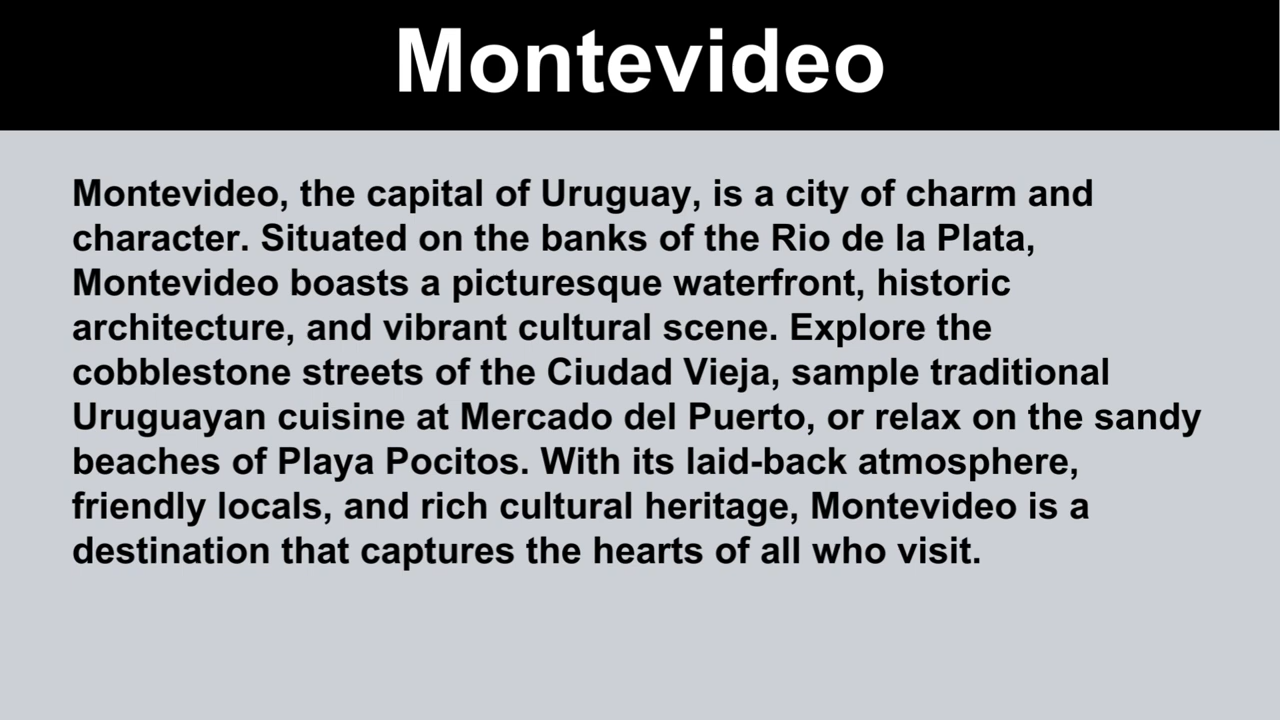 Montevideo
Montevideo, the capital of Uruguay, is a city of charm and
character. Situated on the banks of the Rio de la Plata,
Montevideo boasts a picturesque waterfront, historic
architecture, and vibrant cultural scene. Explore the
cobblestone streets of the Ciudad Vieja, sample traditional
Uruguayan cuisine at Mercado del Puerto, or relax on the sandy
beaches of Playa Pocitos. With its laid-back atmosphere,
friendly locals, and rich cultural heritage, Montevideo is a
destination that captures the hearts of all who visit.